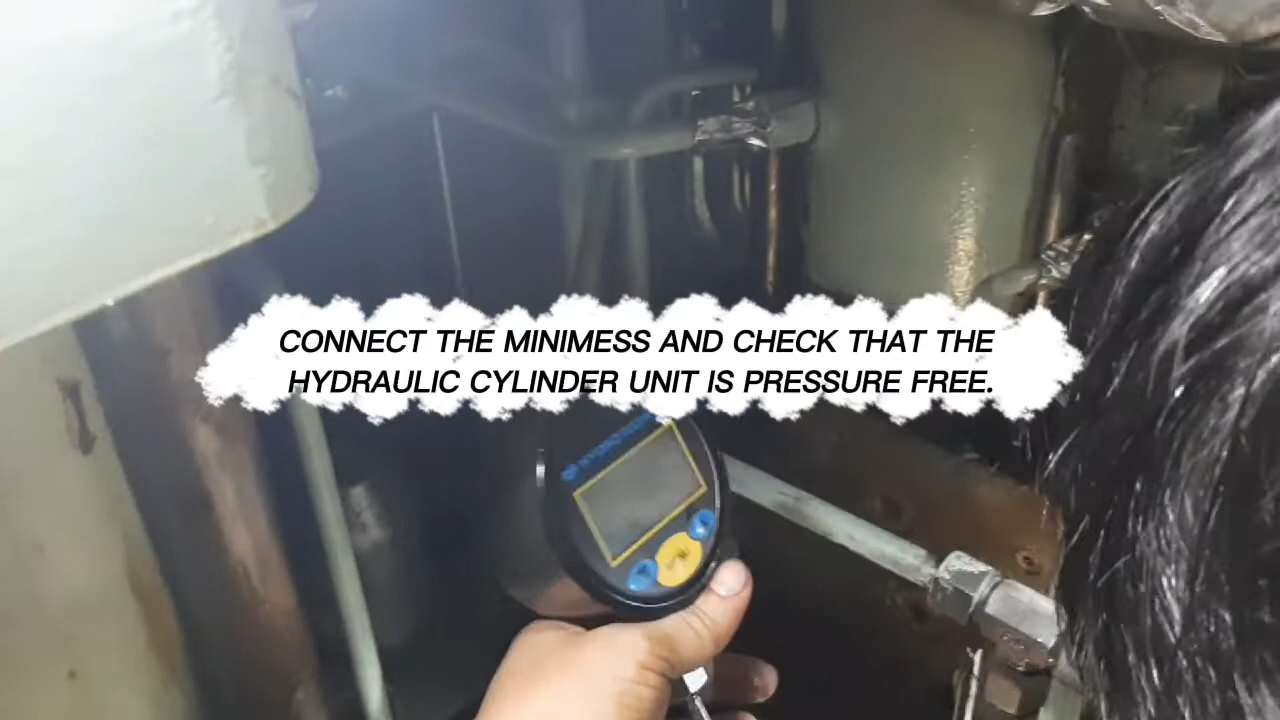 CONNECT THE MINIMESS AND CHECK THAT THE
HYDRAULIC CYLINDER UNIT IS PRESSURE FREE.